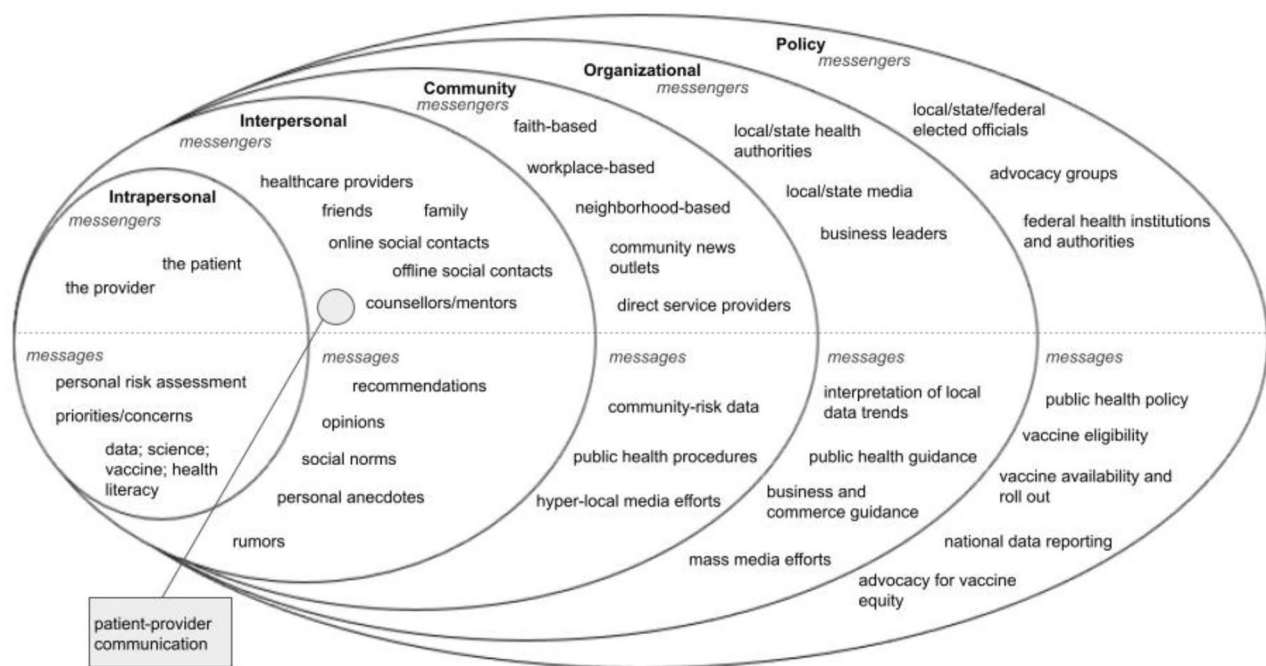 Policy
messengers
local/state/federal
elected officials
advocacy groups
federal health institutions
and authorities
Organizational
messengers
local/state health
authorities
local/state media
business leaders
Community
messengers
faith-based
workplace-based
neighborhood-based
community news
outlets
direct service providers
Interpersonal
messengers
healthcare providers
friends
family
online social contacts
offline social contacts
counsellors/mentors
Intrapersonal
messengers
the patient
the provider
messages
personal risk assessment
priorities/concerns
data; science;
vaccine; health
literacy
messages
recommendations
opinions
social norms
personal anecdotes
rumors
messages
community-risk data
public health procedures
hyper-local media efforts
messages
interpretation of local
data trends
public health guidance
business and
commerce guidance
mass media efforts
messages
public health policy
vaccine eligibility
vaccine availability and
roll out
national data reporting
advocacy for vaccine
equity
patient-provider
communication